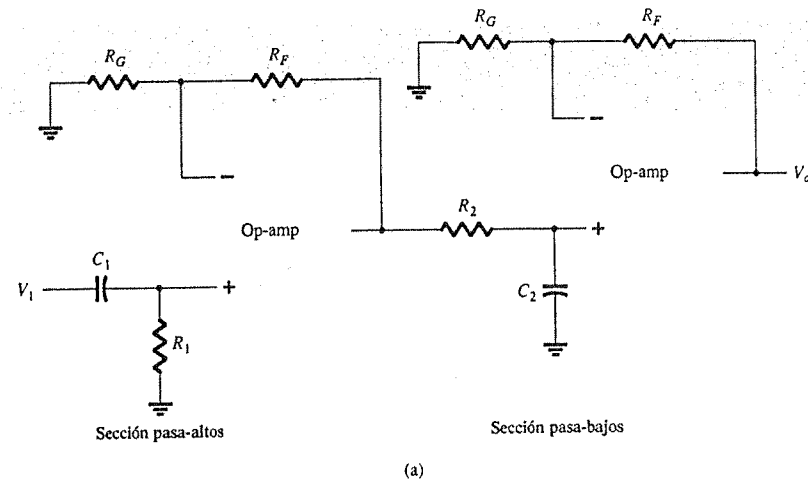 R_G
R_F
R_G
R_F
−
−
Op-amp
V_o
Op-amp
R_2
+
C_1
V_1
+
C_2
R_1
Sección pasa-altos
Sección pasa-bajos
(a)